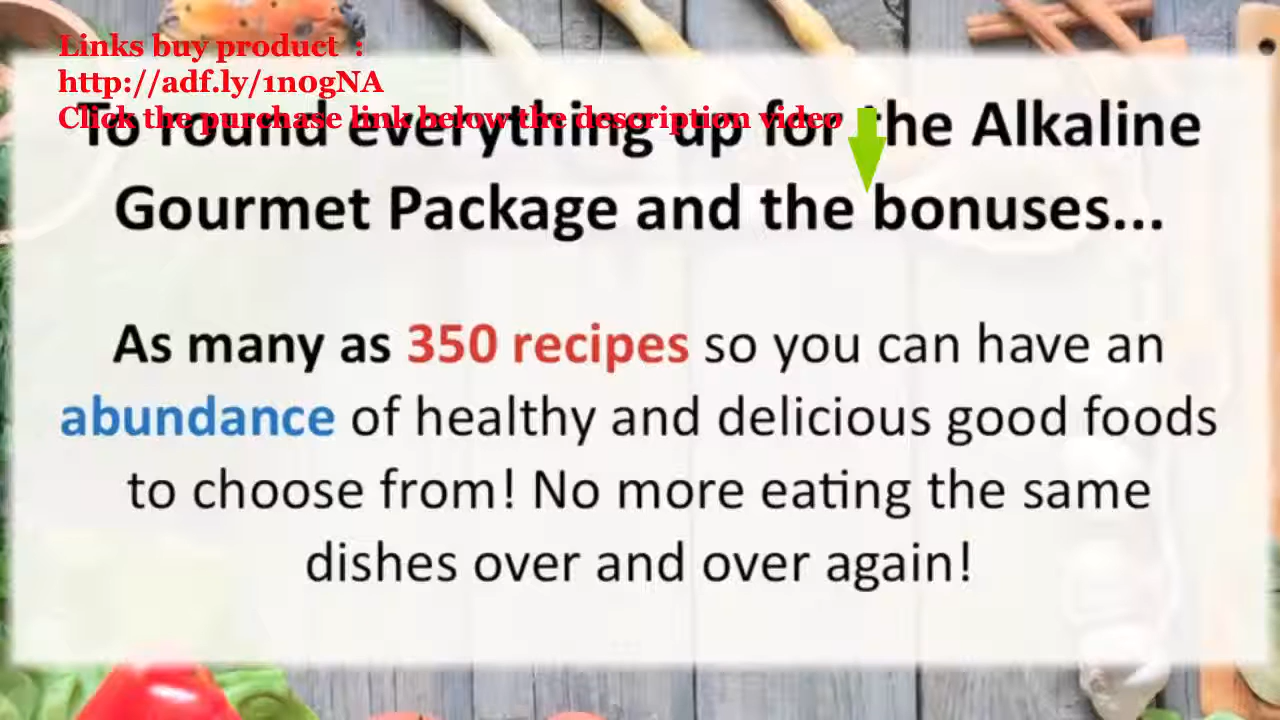 Links buy product :
http://adf.ly/1n0gNA
Click the purchase link below the description video
To round everything up for the Alkaline
Gourmet Package and the bonuses...
As many as 350 recipes so you can have an
abundance of healthy and delicious good foods
to choose from! No more eating the same
dishes over and over again!